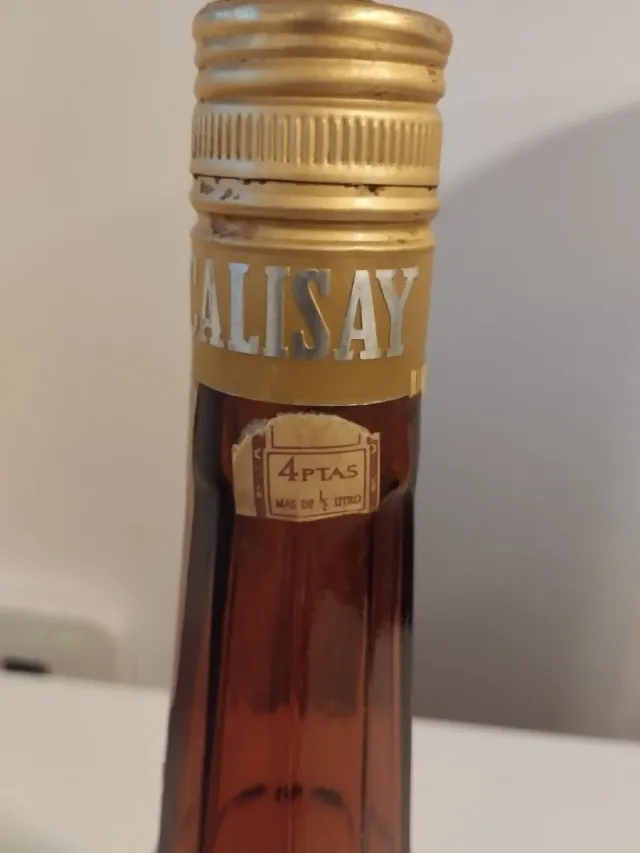 CALISAY
4 PTAS
MAS DE ½ LITRO